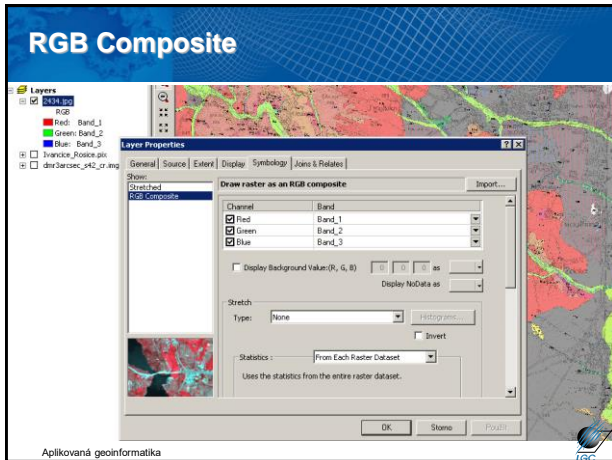 RGB Composite
Layers
2434.jpg
RGB
Red: Band_1
Green: Band_2
Blue: Band_3
Ivancice_Rosice.pix
dmr3arcsec_s42_cr.img
Layer Properties
General Source Extent Display Symbology Joins & Relates
Show:
Stretched
RGB Composite
Draw raster as an RGB composite
Import...
Channel Band
Red Band_1
Green Band_2
Blue Band_3
Display Background Value:(R, G, B) 0 0 0 as
Display NoData as
Stretch
Type: None Histograms...
Invert
Statistics : From Each Raster Dataset
Uses the statistics from the entire raster dataset.
OK Storno Použít
Aplikovaná geoinformatika
LGC